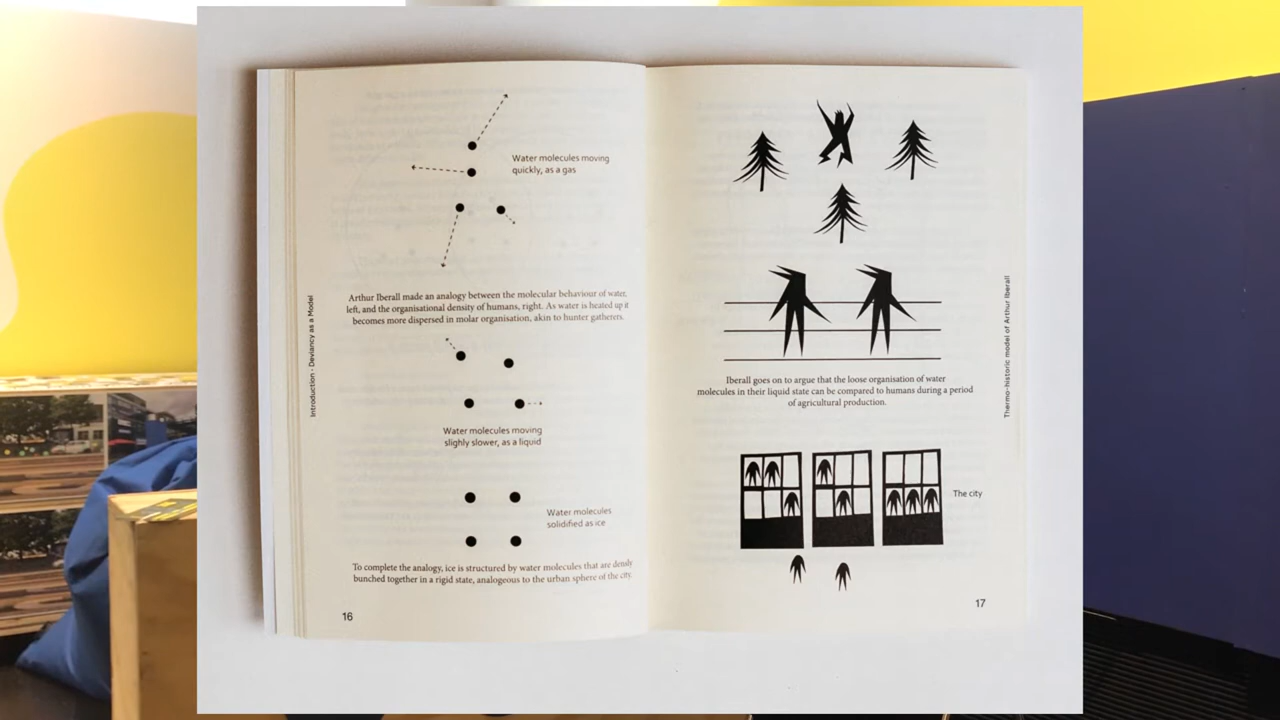 Water molecules moving
quickly, as a gas
Arthur Iberall made an analogy between the molecular behaviour of water,
left, and the organisational density of humans, right. As water is heated up it
becomes more dispersed in molar organisation, akin to hunter gatherers.
Introduction - Deviancy as a Model
Water molecules moving
slighly slower, as a liquid
Water molecules
solidified as ice
To complete the analogy, ice is structured by water molecules that are densly
bunched together in a rigid state, analogeous to the urban sphere of the city.
16
Iberall goes on to argue that the loose organisation of water
molecules in their liquid state can be compared to humans during a period
of agricultural production.
Thermo-historic model of Arthur Iberall
The city
17